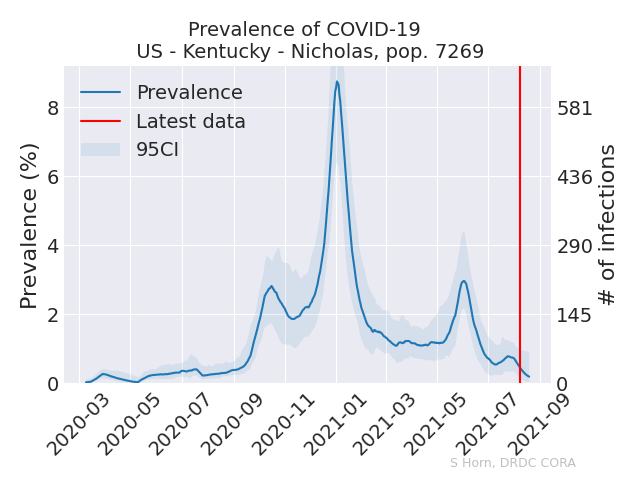 Prevalence of COVID-19
US - Kentucky - Nicholas, pop. 7269
Prevalence
Latest data
95CI
Prevalence (%)
8
6
4
2
0
# of infections
581
436
290
145
0
2020-03
2020-05
2020-07
2020-09
2020-11
2021-01
2021-03
2021-05
2021-07
2021-09
S Horn, DRDC CORA